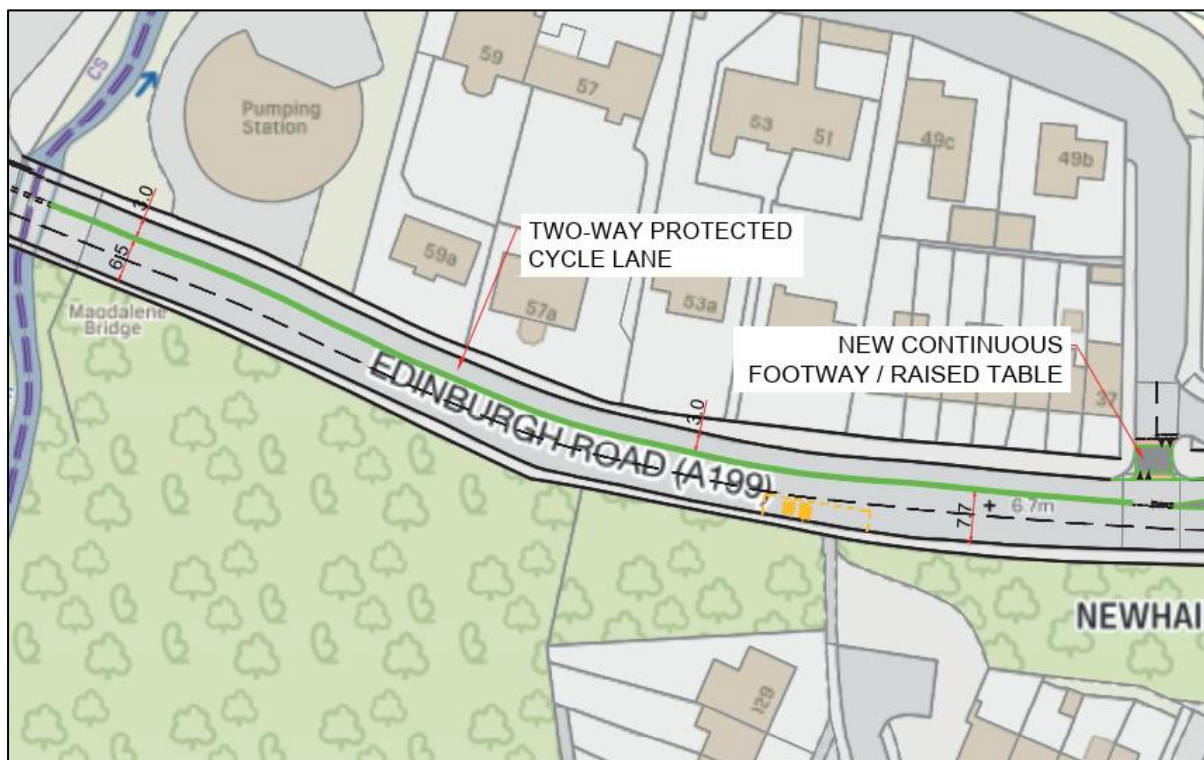 CS
59
57
Pumping
Station
53
51
49c
49b
3.0
TWO-WAY PROTECTED
CYCLE LANE
59a
6.5
57a
53a
Magdalene
Bridge
NEW CONTINUOUS
FOOTWAY / RAISED TABLE
37
3.0
EDINBURGH ROAD (A199)
7.7
6.7m
NEWHAI
129